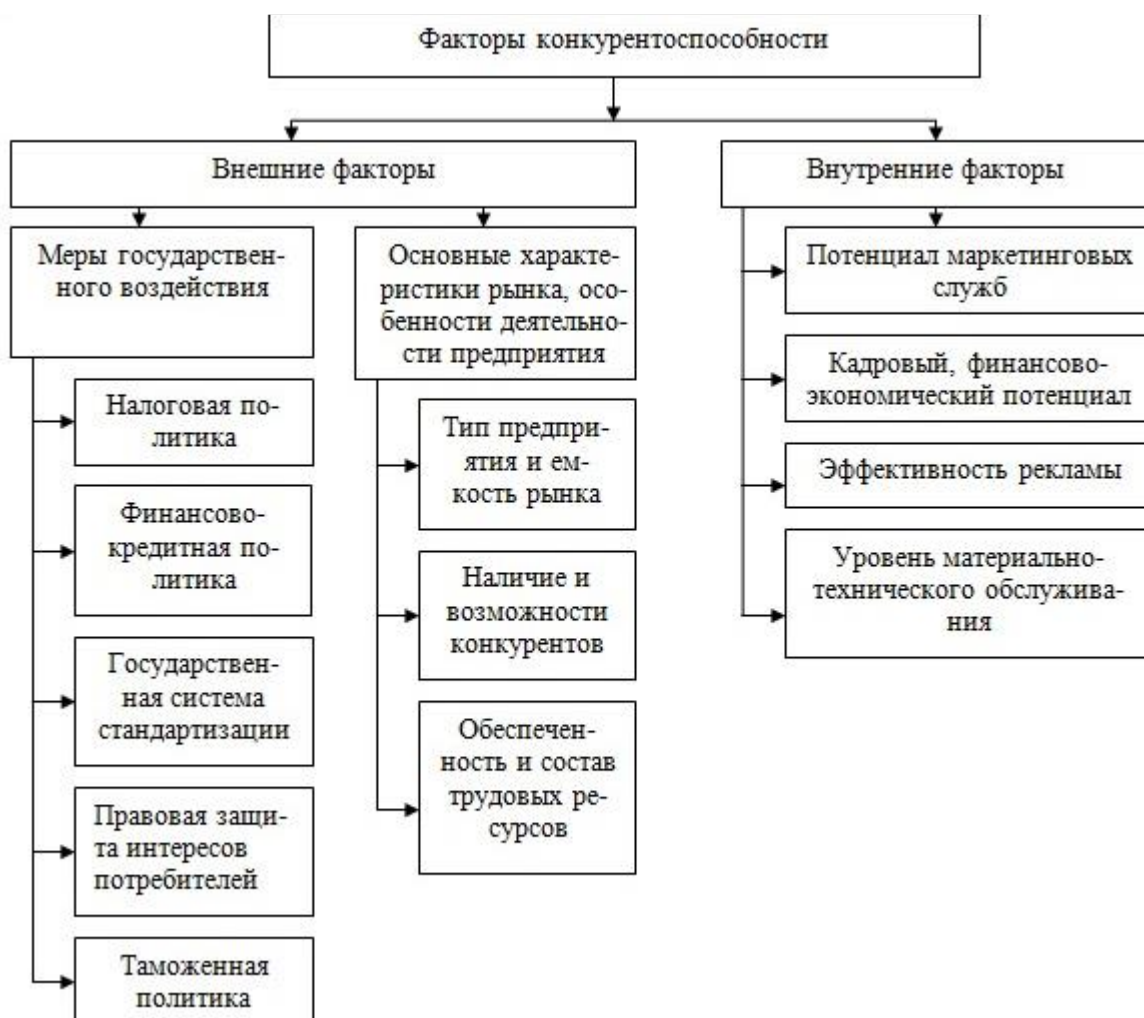 Факторы конкурентоспособности
Внешние факторы
Внутренние факторы
Меры государствен-
ного воздействия
Налоговая по-
литика
Финансово-
кредитная по-
литика
Государствен-
ная система
стандартизации
Правовая защи-
та интересов
потребителей
Таможенная
политика
Основные характе-
ристики рынка, осо-
бенности деятельно-
сти предприятия
Тип предпри-
ятия и ем-
кость рынка
Наличие и
возможности
конкурентов
Обеспечен-
ность и состав
трудовых ре-
сурсов
Потенциал маркетинговых
служб
Кадровый, финансово-
экономический потенциал
Эффективность рекламы
Уровень материально-
технического обслужива-
ния